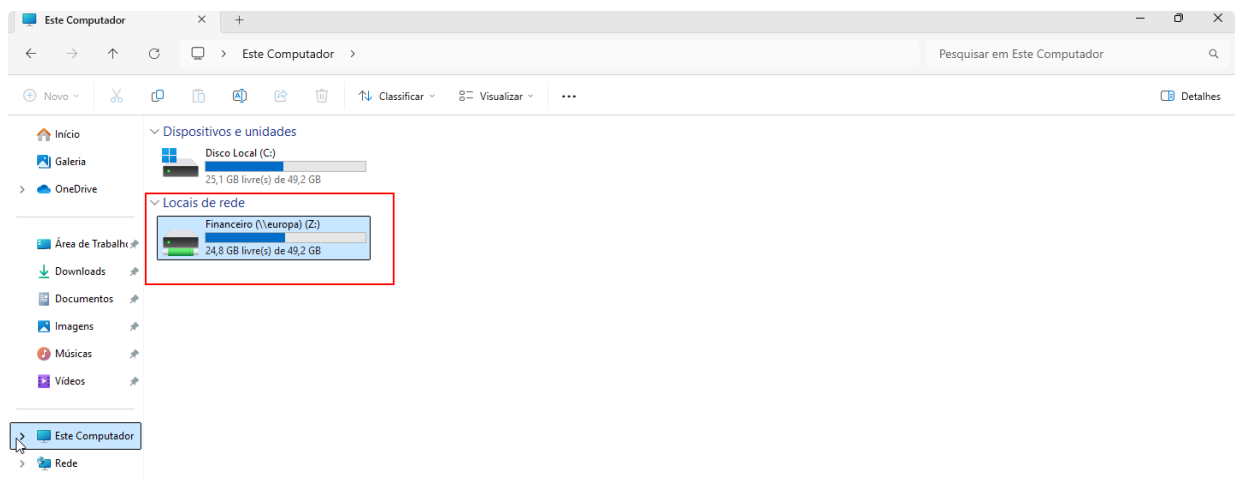 Este Computador
Este Computador
Pesquisar em Este Computador
Novo
Classificar
Visualizar
Detalhes
Início
Galeria
OneDrive
Área de Trabalho
Downloads
Documentos
Imagens
Músicas
Vídeos
Este Computador
Rede
Dispositivos e unidades
Disco Local (C:)
25,1 GB livre(s) de 49,2 GB
Locais de rede
Financeiro (\\europa) (Z:)
24,8 GB livre(s) de 49,2 GB